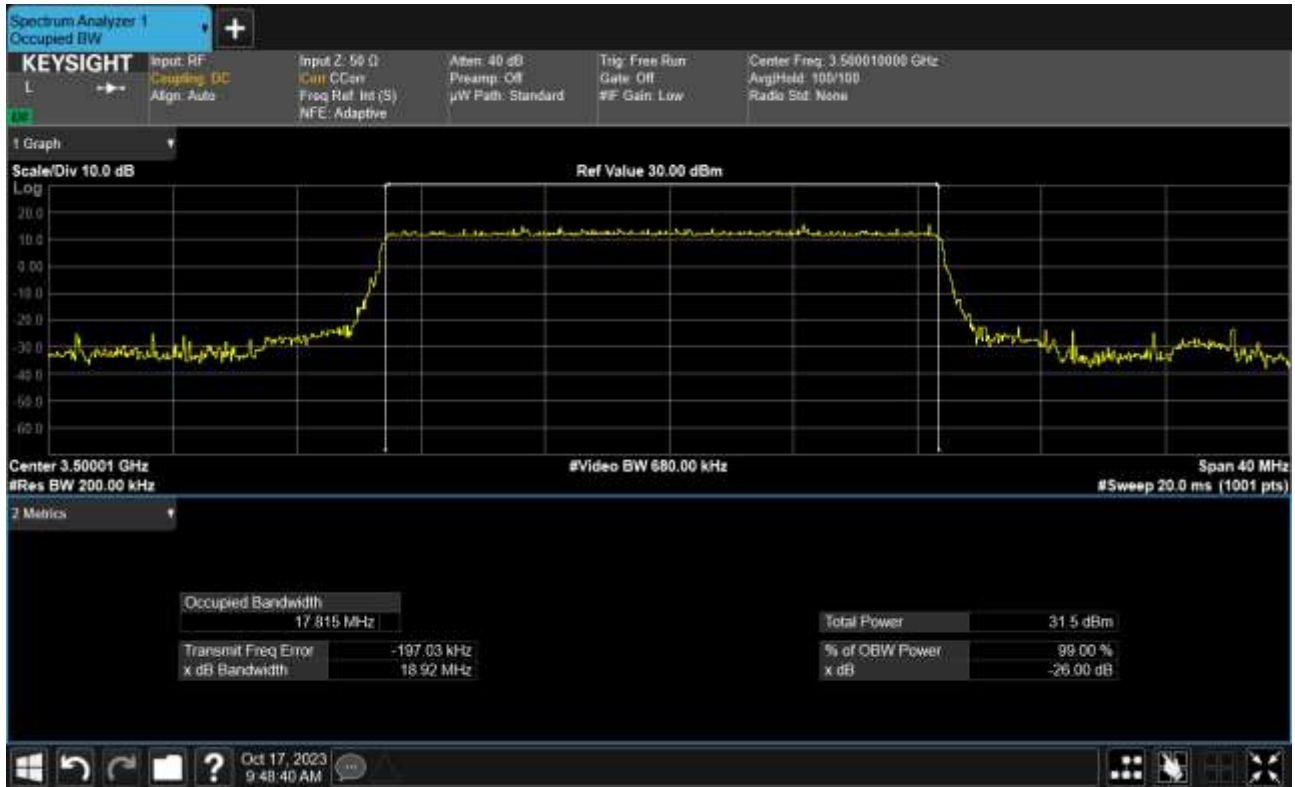 Spectrum Analyzer 1
Occupied BW
+
KEYSIGHT
L
Input: RF
Coupling: DC
Align: Auto
Input Z: 50 Ω
Corr CCorr
Freq Ref: Int (S)
NFE: Adaptive
Atten: 40 dB
Preamp: Off
µW Path: Standard
Trig: Free Run
Gate: Off
#IF Gain: Low
Center Freq: 3.500010000 GHz
Avg|Hold: 100/100
Radio Std: None
1 Graph
Scale/Div 10.0 dB
Ref Value 30.00 dBm
Log
20.0
10.0
0.00
-10.0
-20.0
-30.0
-40.0
-50.0
-60.0
Center 3.50001 GHz
#Video BW 680.00 kHz
Span 40 MHz
#Res BW 200.00 kHz
#Sweep 20.0 ms (1001 pts)
2 Metrics
Occupied Bandwidth
17.815 MHz
Total Power 31.5 dBm
Transmit Freq Error -197.03 kHz
% of OBW Power 99.00 %
x dB Bandwidth 18.92 MHz
x dB -26.00 dB
?
Oct 17, 2023
9:48:40 AM